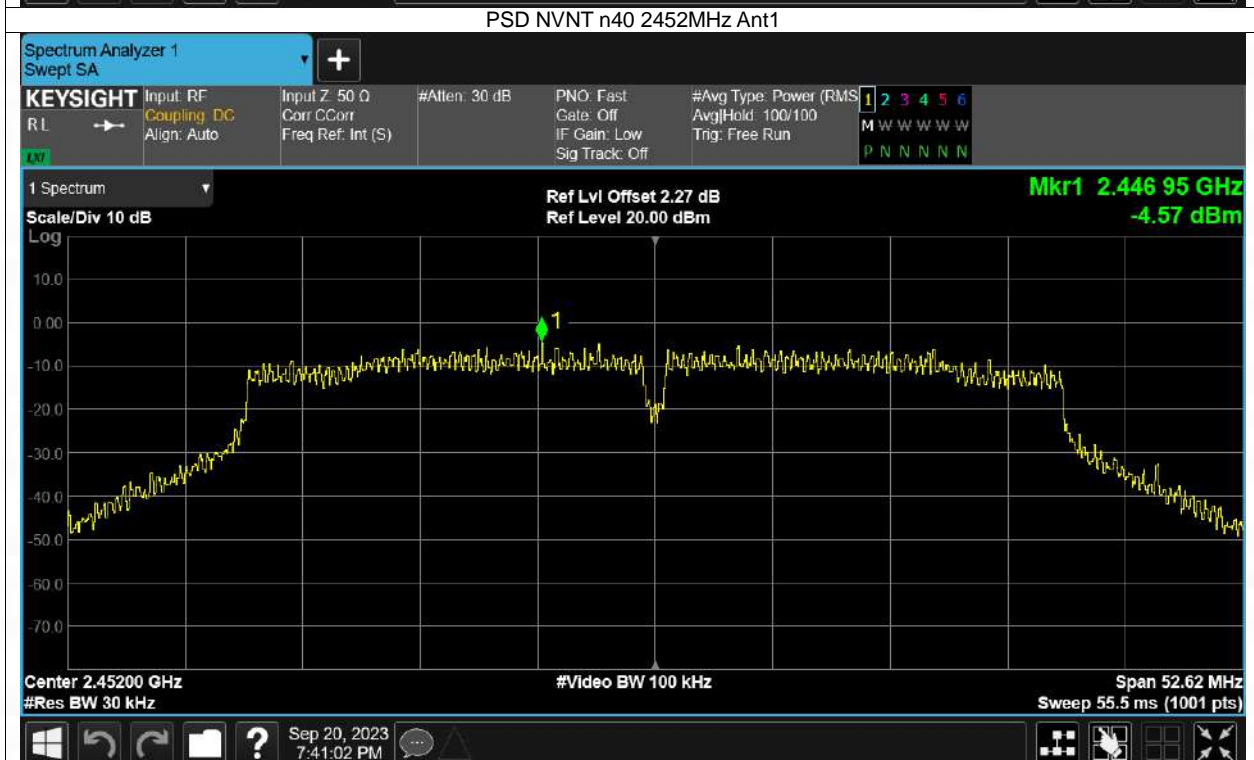 PSD NVNT n40 2452MHz Ant1
Spectrum Analyzer 1
Swept SA
+
KEYSIGHT
RL
LXI
Input: RF
Coupling: DC
Align: Auto
Input Z: 50 Ω
Corr CCorr
Freq Ref: Int (S)
#Atten: 30 dB
PNO: Fast
Gate: Off
IF Gain: Low
Sig Track: Off
#Avg Type: Power (RMS
Avg|Hold: 100/100
Trig: Free Run
1 2 3 4 5 6
M W W W W W
P N N N N N
1 Spectrum
Scale/Div 10 dB
Log
Ref Lvl Offset 2.27 dB
Ref Level 20.00 dBm
Mkr1 2.446 95 GHz
-4.57 dBm
10.0
0.00
1
-10.0
-20.0
-30.0
-40.0
-50.0
-60.0
-70.0
Center 2.45200 GHz
#Res BW 30 kHz
#Video BW 100 kHz
Span 52.62 MHz
Sweep 55.5 ms (1001 pts)
?
Sep 20, 2023
7:41:02 PM